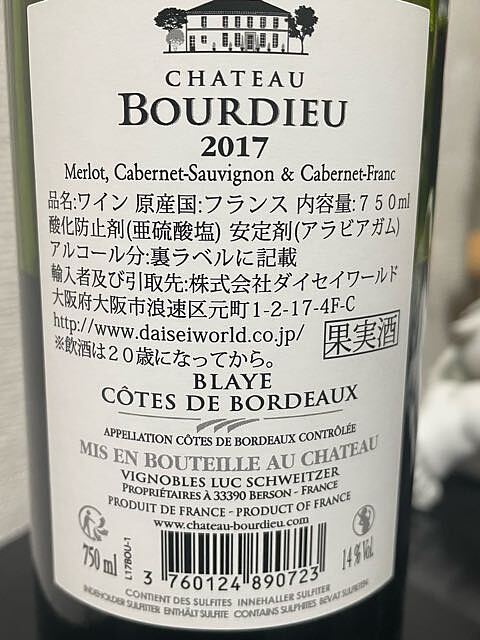 CHATEAU
BOURDIEU
2017
Merlot, Cabernet-Sauvignon & Cabernet-Franc
品名:ワイン 原産国:フランス 内容量:750ml
酸化防止剤(亜硫酸塩) 安定剤(アラビアガム)
アルコール分:裏ラベルに記載
輸入者及び引取先:株式会社ダイセイワールド
大阪府大阪市浪速区元町1-2-17-4F-C
http://www.daiseiworld.co.jp/
果実酒
※飲酒は20歳になってから。
BLAYE
CÔTES DE BORDEAUX
APPELLATION CÔTES DE BORDEAUX CONTRÔLÉE
MIS EN BOUTEILLE AU CHATEAU
VIGNOBLES LUC SCHWEITZER
PROPRIÉTAIRES À 33390 BERSON - FRANCE
PRODUIT DE FRANCE - PRODUCT OF FRANCE
www.chateau-bourdieu.com
750 ml
L17BOU-1
3 760124 890723
14 % Vol.
CONTIENT DES SULFITES INNEHALLER SULFITER
INDEHOLDER SULFITTER ENTHÄLT SULFITE CONTAINS SULPHITES BEVAT SULFIETEN